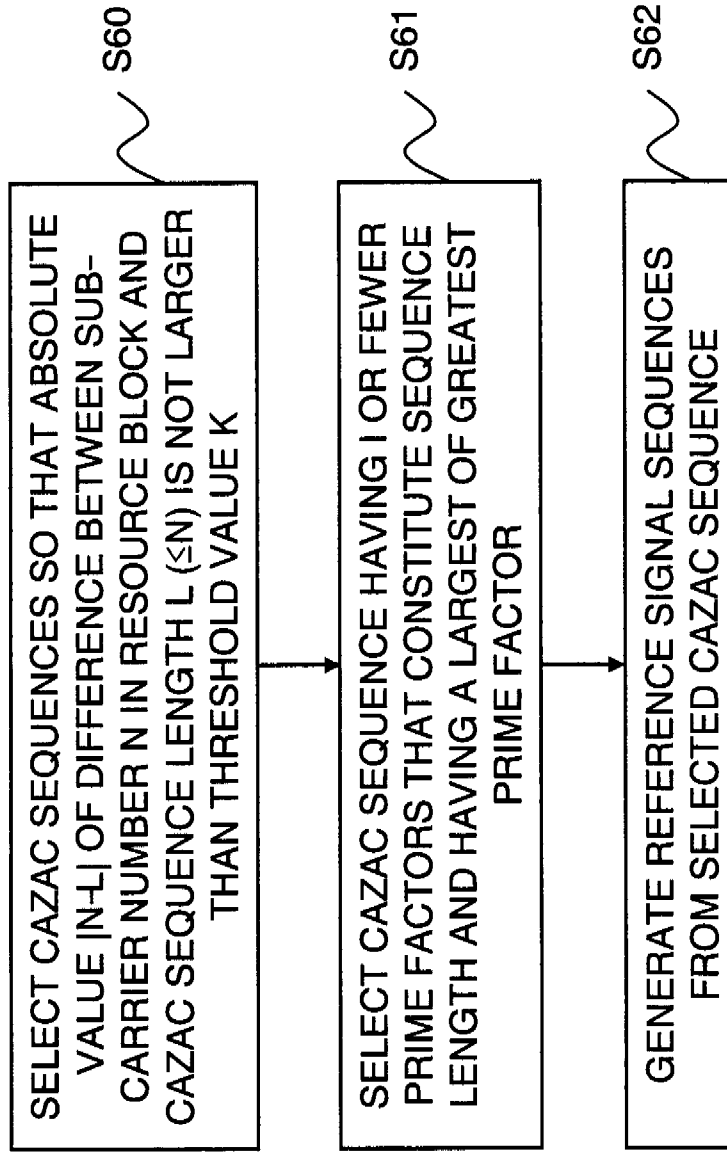 SELECT CAZAC SEQUENCES SO THAT ABSOLUTE
VALUE |N-L| OF DIFFERENCE BETWEEN SUB-
CARRIER NUMBER N IN RESOURCE BLOCK AND
CAZAC SEQUENCE LENGTH L (≤N) IS NOT LARGER
THAN THRESHOLD VALUE K
S60
SELECT CAZAC SEQUENCE HAVING I OR FEWER
PRIME FACTORS THAT CONSTITUTE SEQUENCE
LENGTH AND HAVING A LARGEST OF GREATEST
PRIME FACTOR
S61
GENERATE REFERENCE SIGNAL SEQUENCES
FROM SELECTED CAZAC SEQUENCE
S62